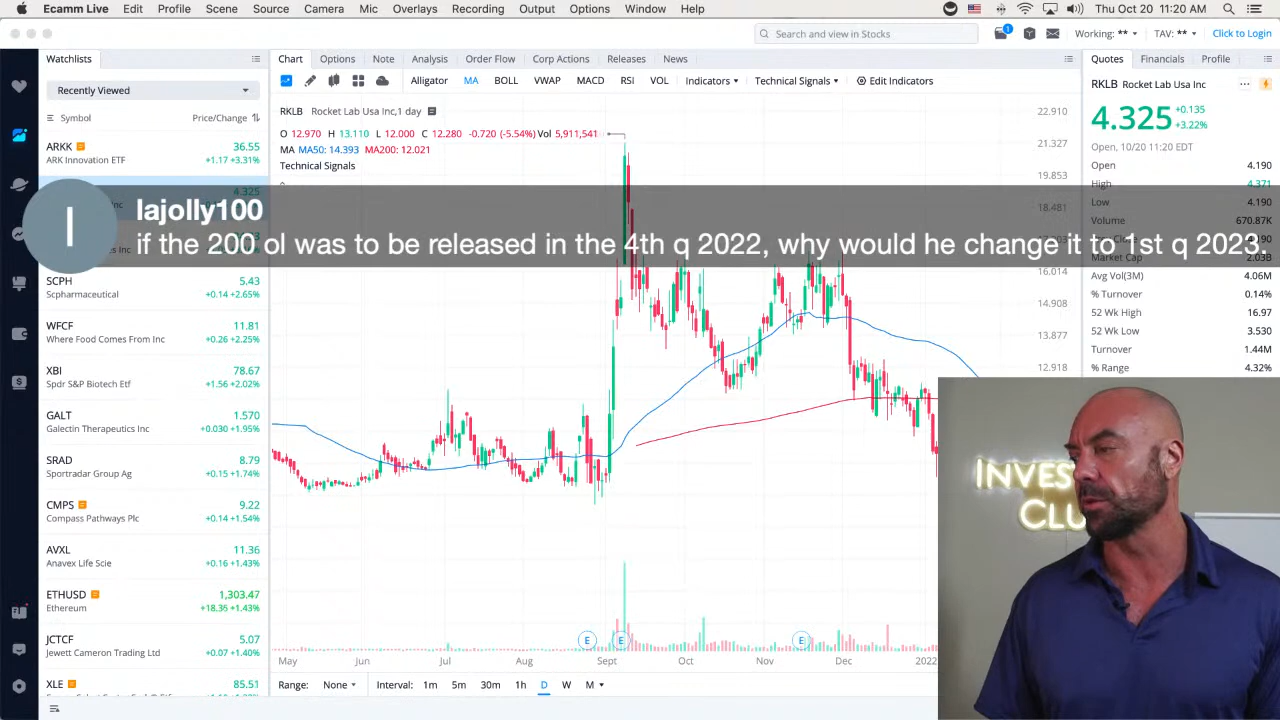 Ecamm Live Edit Profile Scene Source Camera Mic Overlays Recording Output Options Window Help Thu Oct 20 11:20 AM
Search and view in Stocks 1 Working: ** TAV: ** Click to Login
Watchlists
Recently Viewed
Symbol Price/Change
ARKK 36.55
ARK Innovation ETF +1.17 +3.31%
4.325
SCPH 5.43
Scpharmaceutical +0.14 +2.65%
WFCF 11.81
Where Food Comes From Inc +0.26 +2.25%
XBI 78.67
Spdr S&P Biotech Etf +1.56 +2.02%
GALT 1.570
Galectin Therapeutics Inc +0.030 +1.95%
SRAD 8.79
Sportradar Group Ag +0.15 +1.74%
CMPS 9.22
Compass Pathways Plc +0.14 +1.54%
AVXL 11.36
Anavex Life Scie +0.16 +1.43%
ETHUSD 1,303.47
Ethereum +18.36 +1.43%
JCTCF 5.07
Jewett Cameron Trading Ltd +0.07 +1.40%
XLE 85.51
Chart Options Note Analysis Order Flow Corp Actions Releases News
Alligator MA BOLL VWAP MACD RSI VOL Indicators Technical Signals Edit Indicators
RKLB Rocket Lab Usa Inc,1 day
O 12.970 H 13.110 L 12.000 C 12.280 -0.720 (-5.54%) Vol 5,911,541
MA MA50: 14.393 MA200: 12.021
Technical Signals
22.910
21.327
19.853
18.481
16.014
14.908
13.877
12.918
E E E
May Jun Jul Aug Sept Oct Nov Dec 2022
Range: None Interval: 1m 5m 30m 1h D W M
I
lajolly100
if the 200 ol was to be released in the 4th q 2022, why would he change it to 1st q 2023.
Quotes Financials Profile
RKLB Rocket Lab Usa Inc
4.325 +0.135
+3.22%
Open, 10/20 11:20 EDT
Open 4.190
High 4.371
Low 4.190
Volume 670.87K
Market Cap 2.03B
Avg Vol(3M) 4.06M
% Turnover 0.14%
52 Wk High 16.97
52 Wk Low 3.530
Turnover 1.44M
% Range 4.32%
INVES
CLU